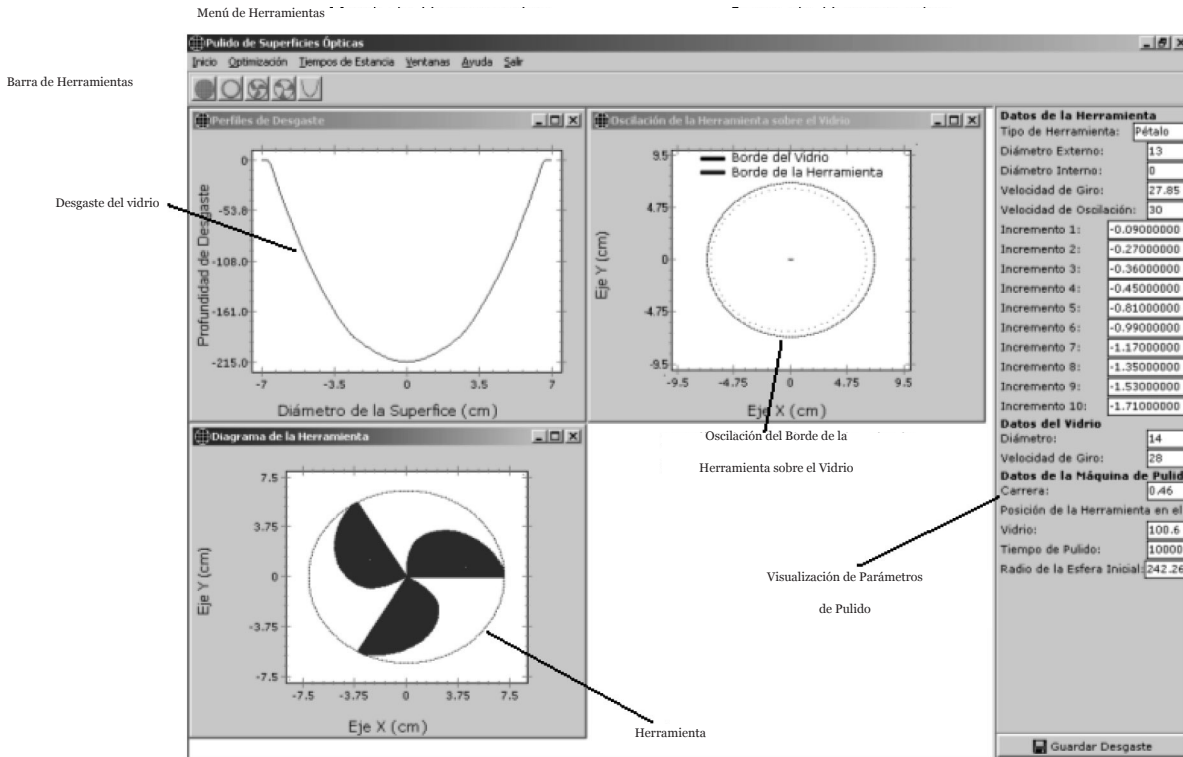 Menú de Herramientas
Pulido de Superficies Ópticas
Inicio Optimización Tiempos de Estancia Ventanas Ayuda Salir
Barra de Herramientas
Perfiles de Desgaste
0
-53.8
-108.0
-161.0
-215.0
Profundidad de Desgaste
-7 -3.5 0 3.5 7
Diámetro de la Superfice (cm)
Desgaste del vidrio
Oscilación de la Herramienta sobre el Vidrio
Borde del Vidrio
Borde de la Herramienta
9.5
4.75
0
-4.75
-9.5
Eje Y (cm)
-9.5 -4.75 0 4.75 9.5
Eje X (cm)
Oscilación del Borde de la
Herramienta sobre el Vidrio
Diagrama de la Herramienta
7.5
3.75
0
-3.75
-7.5
Eje Y (cm)
-7.5 -3.75 0 3.75 7.5
Eje X (cm)
Herramienta
Datos de la Herramienta
Tipo de Herramienta: Pétalo
Diámetro Externo: 13
Diámetro Interno: 0
Velocidad de Giro: 27.85
Velocidad de Oscilación: 30
Incremento 1: -0.09000000
Incremento 2: -0.27000000
Incremento 3: -0.36000000
Incremento 4: -0.45000000
Incremento 5: -0.81000000
Incremento 6: -0.99000000
Incremento 7: -1.17000000
Incremento 8: -1.35000000
Incremento 9: -1.53000000
Incremento 10: -1.71000000
Datos del Vidrio
Diámetro: 14
Velocidad de Giro: 28
Datos de la Máquina de Pulid
Carrera: 0.46
Posición de la Herramienta en el
Vidrio: 100.6
Tiempo de Pulido: 10000
Radio de la Esfera Inicial: 242.26
Visualización de Parámetros
de Pulido
Guardar Desgaste